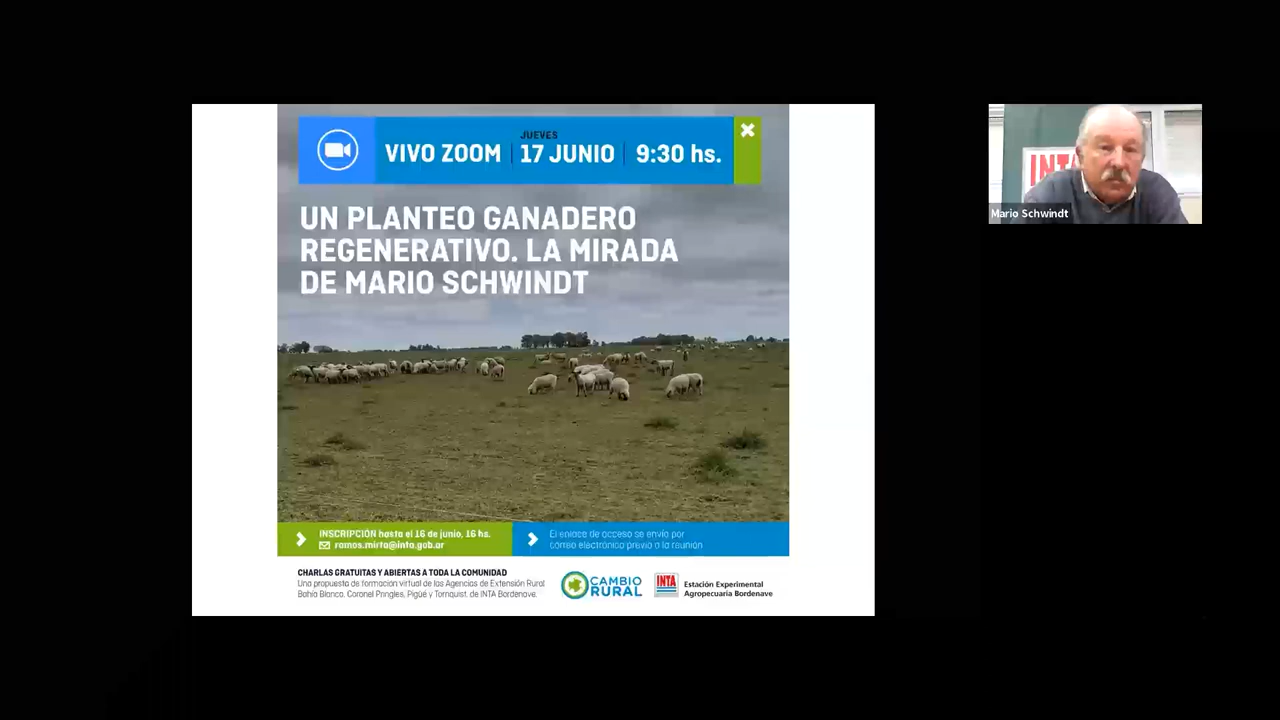 JUEVES
VIVO ZOOM | 17 JUNIO | 9:30 hs.
UN PLANTEO GANADERO
REGENERATIVO. LA MIRADA
DE MARIO SCHWINDT
INSCRIPCIÓN hasta el 16 de junio, 16 hs.
ramos.mirta@inta.gob.ar
El enlace de acceso se envía por
correo electrónico previo a la reunión
CHARLAS GRATUITAS Y ABIERTAS A TODA LA COMUNIDAD
Una propuesta de formación virtual de las Agencias de Extensión Rural
Bahía Blanca, Coronel Pringles, Pigüé y Tornquist, de INTA Bordenave.
CAMBIO
RURAL
INTA
Estación Experimental
Agropecuaria Bordenave
INTA
Mario Schwindt